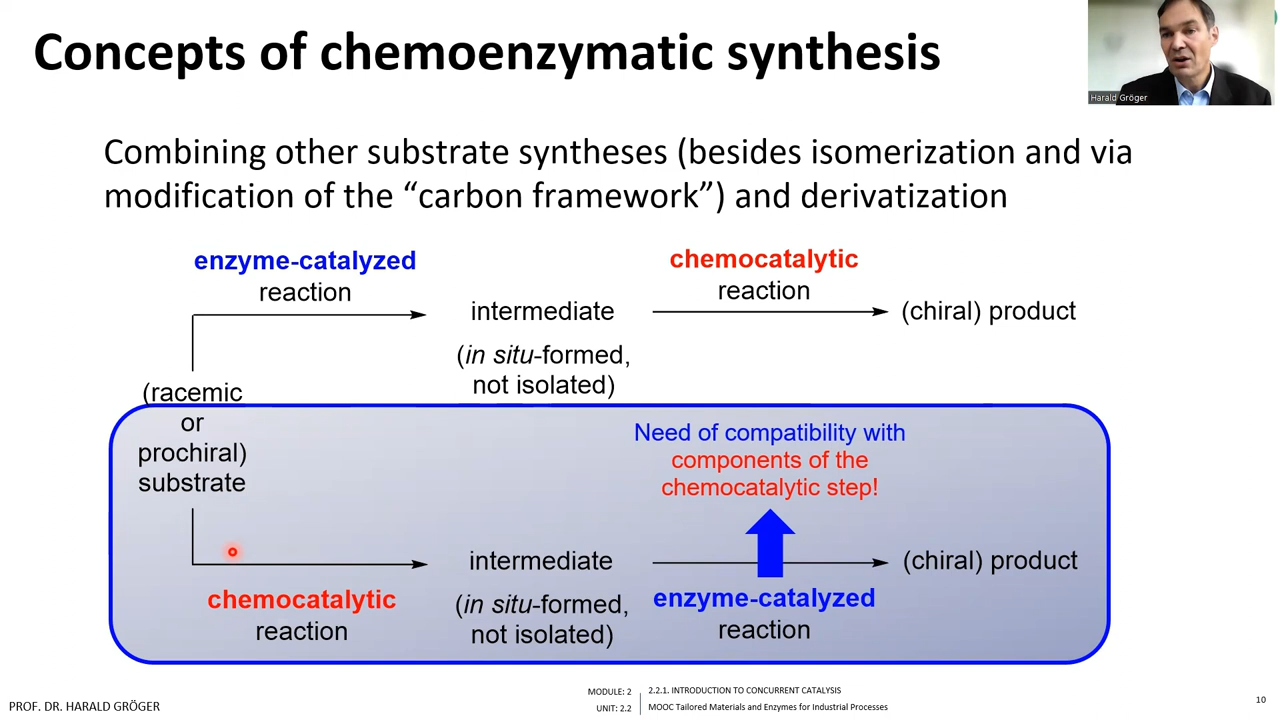 Concepts of chemoenzymatic synthesis
Harald Gröger
Combining other substrate syntheses (besides isomerization and via
modification of the “carbon framework”) and derivatization
enzyme-catalyzed
reaction
chemocatalytic
reaction
intermediate
(in situ-formed,
not isolated)
(chiral) product
(racemic
or
prochiral)
substrate
Need of compatibility with
components of the
chemocatalytic step!
chemocatalytic
reaction
intermediate
(in situ-formed,
not isolated)
enzyme-catalyzed
reaction
(chiral) product
PROF. DR. HARALD GRÖGER
MODULE: 2
UNIT: 2.2
2.2.1. INTRODUCTION TO CONCURRENT CATALYSIS
MOOC Tailored Materials and Enzymes for Industrial Processes
10